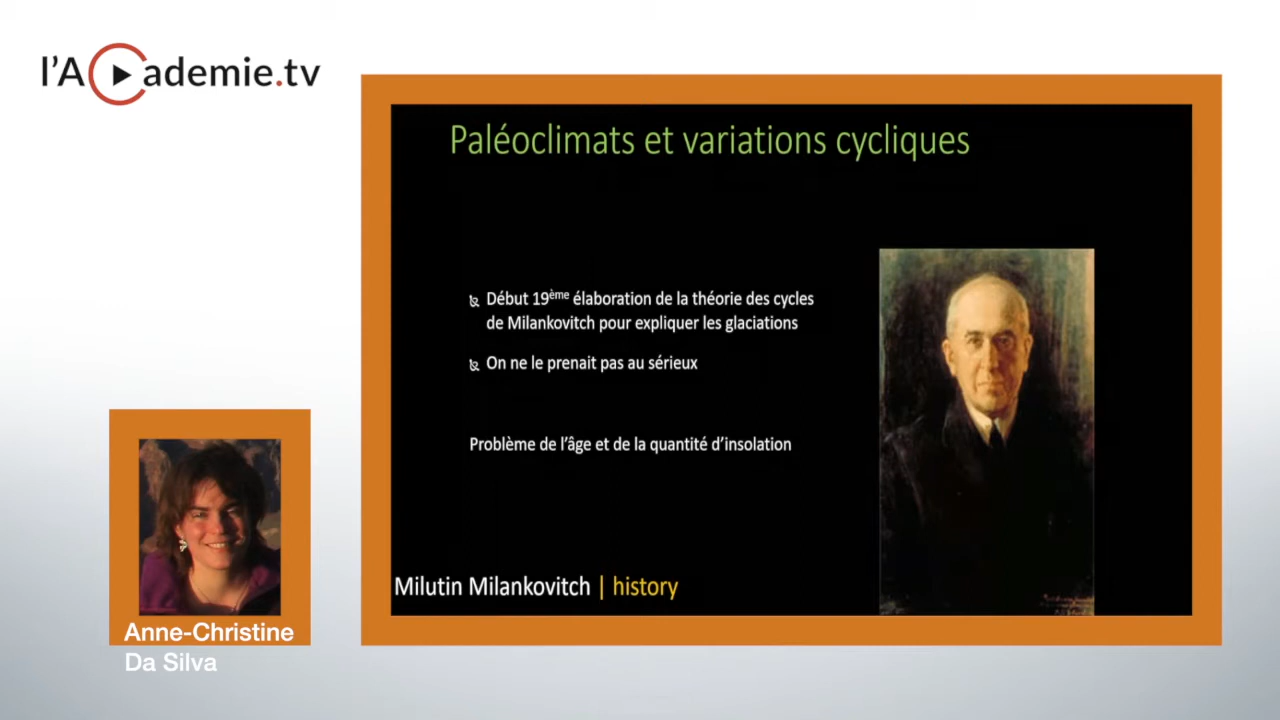 l'Academie.tv
Paléoclimats et variations cycliques
Début 19ème élaboration de la théorie des cycles
de Milankovitch pour expliquer les glaciations
On ne le prenait pas au sérieux
Problème de l'âge et de la quantité d'insolation
Milutin Milankovitch | history
Anne-Christine
Da Silva